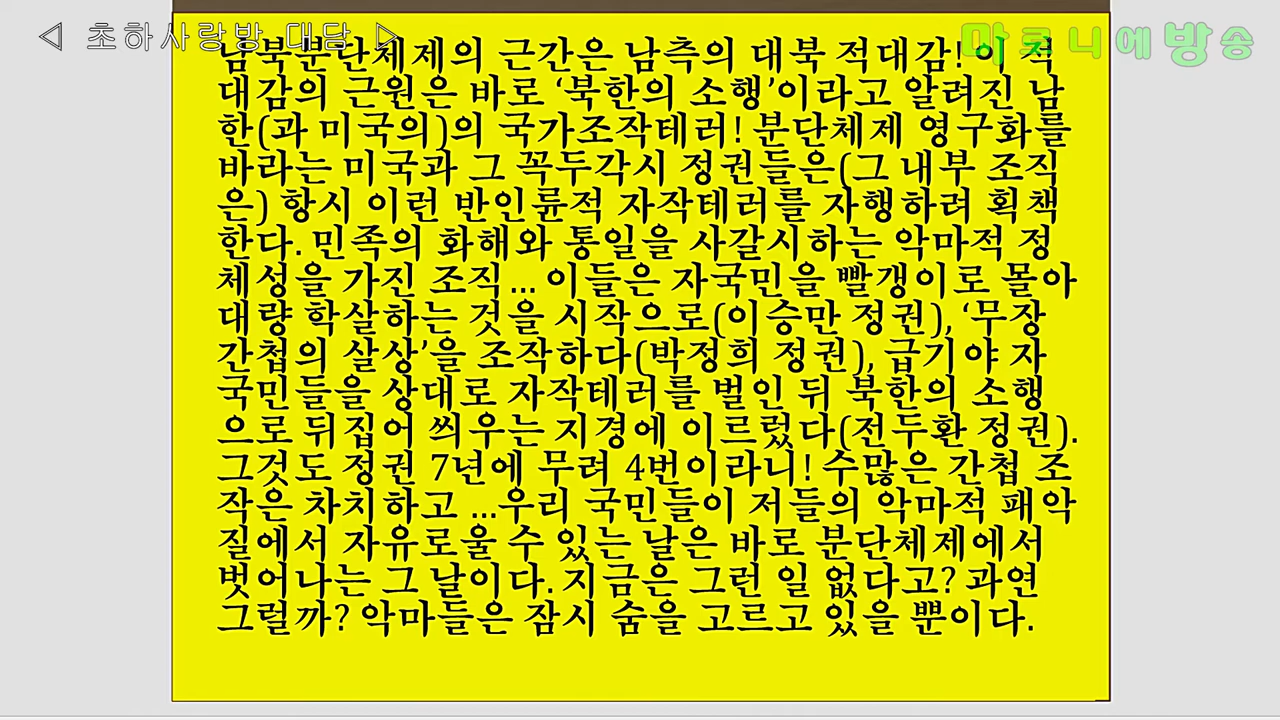 ◁ 초하사랑방 대담 ▷
마로니에방송
남북분단체제의 근간은 남측의 대북 적대감! 이 적
대감의 근원은 바로 ‘북한의 소행’이라고 알려진 남
한(과 미국의)의 국가조작테러! 분단체제 영구화를
바라는 미국과 그 꼭두각시 정권들은(그 내부 조직
은) 항시 이런 반인륜적 자작테러를 자행하려 획책
한다. 민족의 화해와 통일을 사갈시하는 악마적 정
체성을 가진 조직... 이들은 자국민을 빨갱이로 몰아
대량 학살하는 것을 시작으로(이승만 정권), ‘무장
간첩의 살상’을 조작하다(박정희 정권), 급기야 자
국민들을 상대로 자작테러를 벌인 뒤 북한의 소행
으로 뒤집어 씌우는 지경에 이르렀다(전두환 정권).
그것도 정권 7년에 무려 4번이라니! 수많은 간첩 조
작은 차치하고 ...우리 국민들이 저들의 악마적 패악
질에서 자유로울 수 있는 날은 바로 분단체제에서
벗어나는 그 날이다. 지금은 그런 일 없다고? 과연
그럴까? 악마들은 잠시 숨을 고르고 있을 뿐이다.